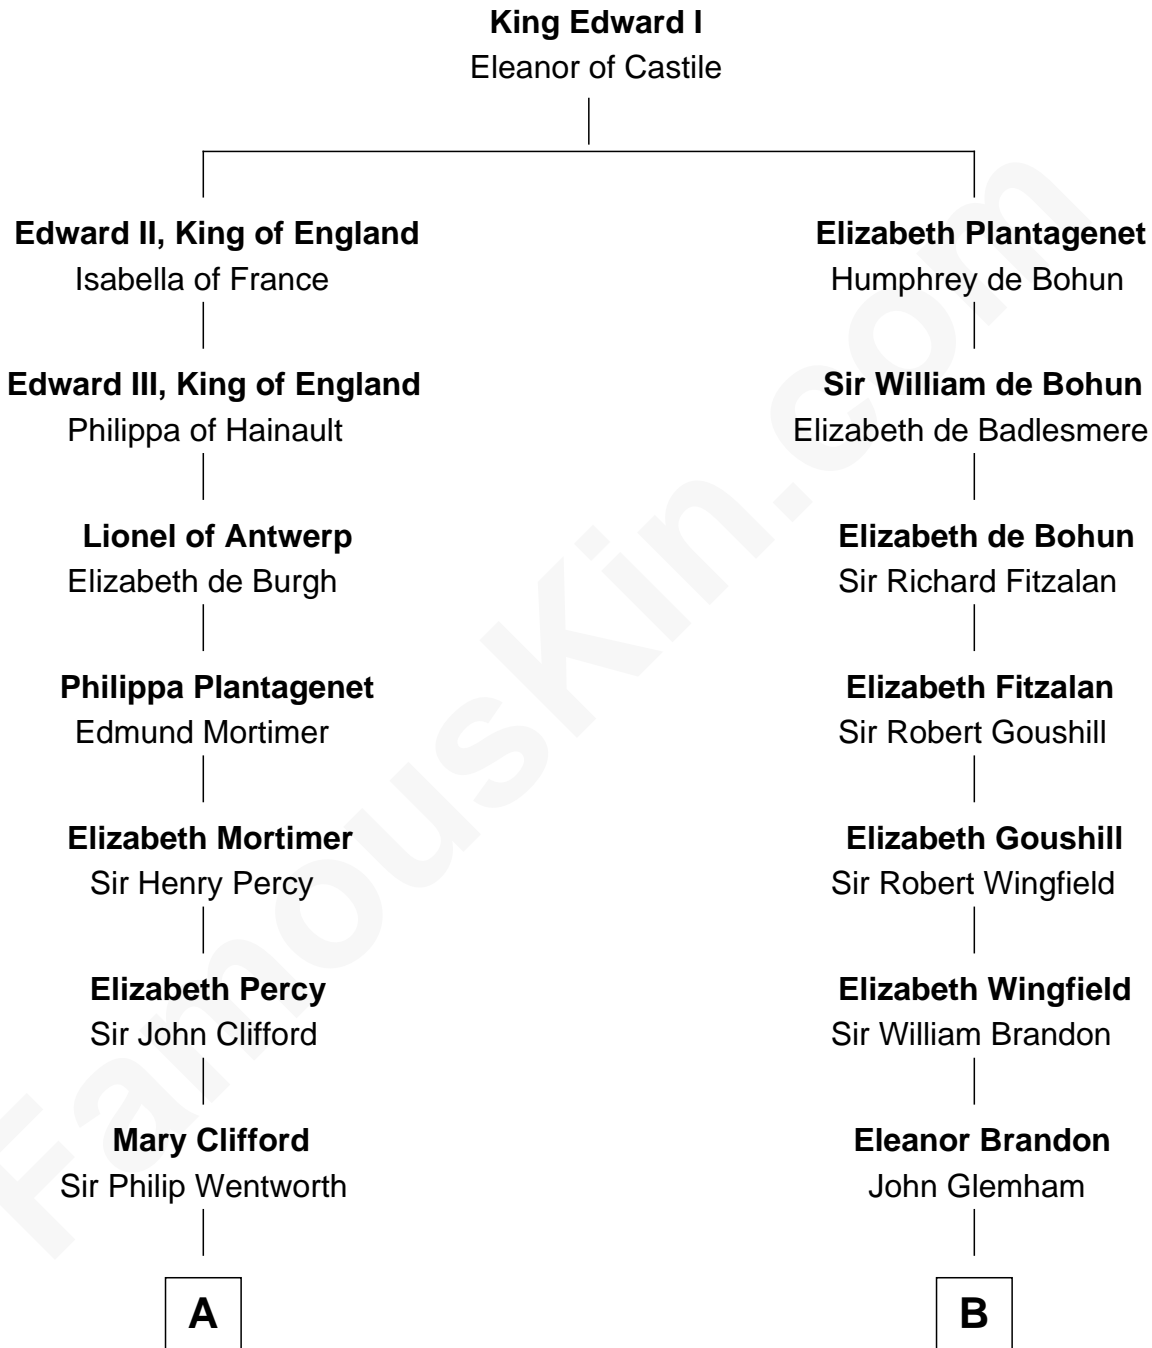 King Edward I
Eleanor of Castile
Edward II, King of England
Isabella of France
Edward III, King of England
Philippa of Hainault
Lionel of Antwerp
Elizabeth de Burgh
Philippa Plantagenet
Edmund Mortimer
Elizabeth Mortimer
Sir Henry Percy
Elizabeth Percy
Sir John Clifford
Mary Clifford
Sir Philip Wentworth
A
Elizabeth Plantagenet
Humphrey de Bohun
Sir William de Bohun
Elizabeth de Badlesmere
Elizabeth de Bohun
Sir Richard Fitzalan
Elizabeth Fitzalan
Sir Robert Goushill
Elizabeth Goushill
Sir Robert Wingfield
Elizabeth Wingfield
Sir William Brandon
Eleanor Brandon
John Glemham
B
FamousKin.com